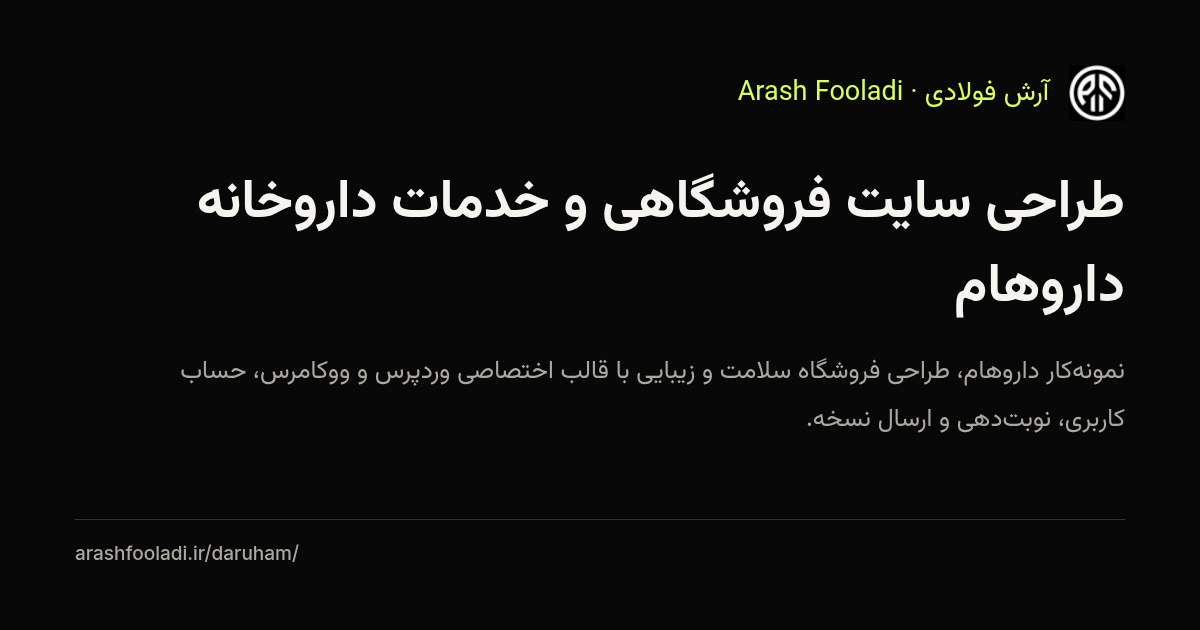 آرش فولادی · Arash Fooladi
طراحی سایت فروشگاهی و خدمات داروخانه
داروهام
نمونه‌کار داروهام، طراحی فروشگاه سلامت و زیبایی با قالب اختصاصی وردپرس و ووکامرس، حساب
کاربری، نوبت‌دهی و ارسال نسخه.
arashfooladi.ir/daruham/